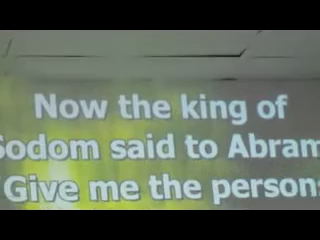 Now the king of
Sodom said to Abram
"Give me the persons